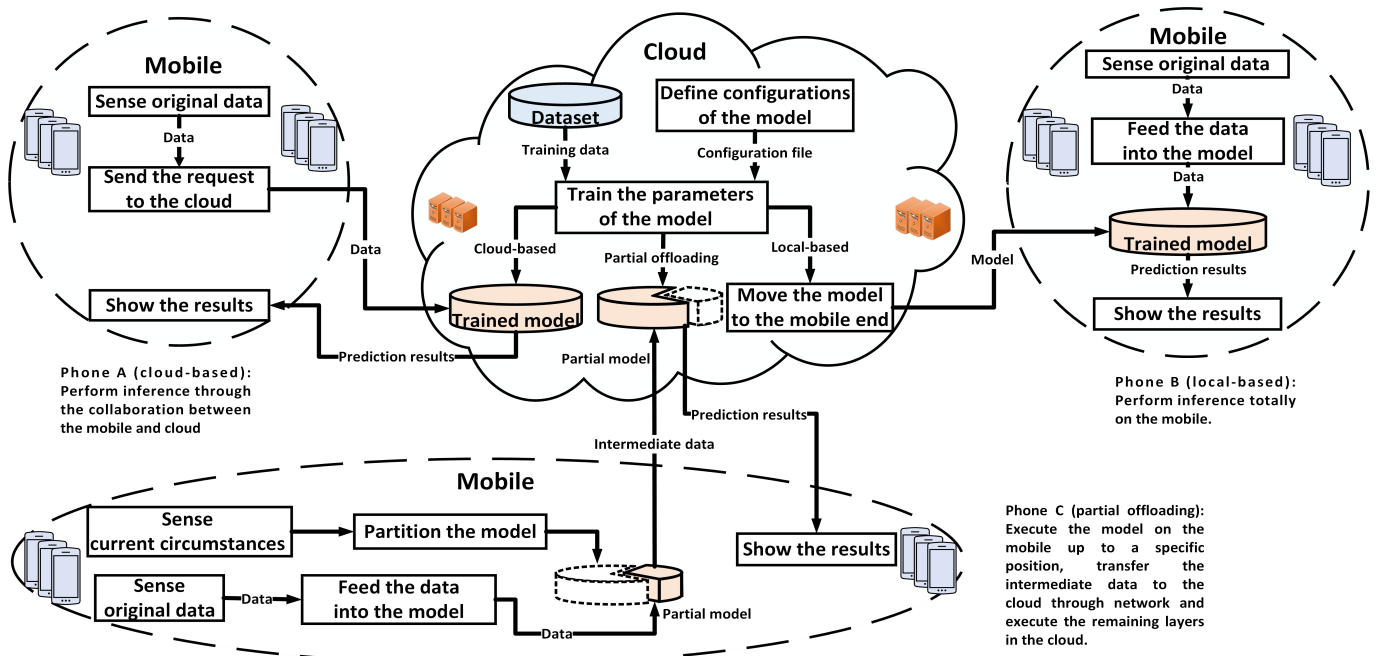 Mobile
Sense original data
Data
Send the request
to the cloud
Show the results
Phone A (cloud-based):
Perform inference through
the collaboration between
the mobile and cloud
Data
Prediction results
Cloud
Dataset
Define configurations
of the model
Training data
Configuration file
Train the parameters
of the model
Cloud-based
Partial offloading
Local-based
Trained model
Move the model
to the mobile end
Partial model
Prediction results
Intermediate data
Model
Mobile
Sense original data
Data
Feed the data
into the model
Data
Trained model
Prediction results
Show the results
Phone B (local-based):
Perform inference totally
on the mobile.
Mobile
Sense
current circumstances
Partition the model
Sense
original data
Data
Feed the data
into the model
Data
Partial model
Show the results
Phone C (partial offloading):
Execute the model on the
mobile up to a specific
position, transfer the
intermediate data to the
cloud through network and
execute the remaining layers
in the cloud.